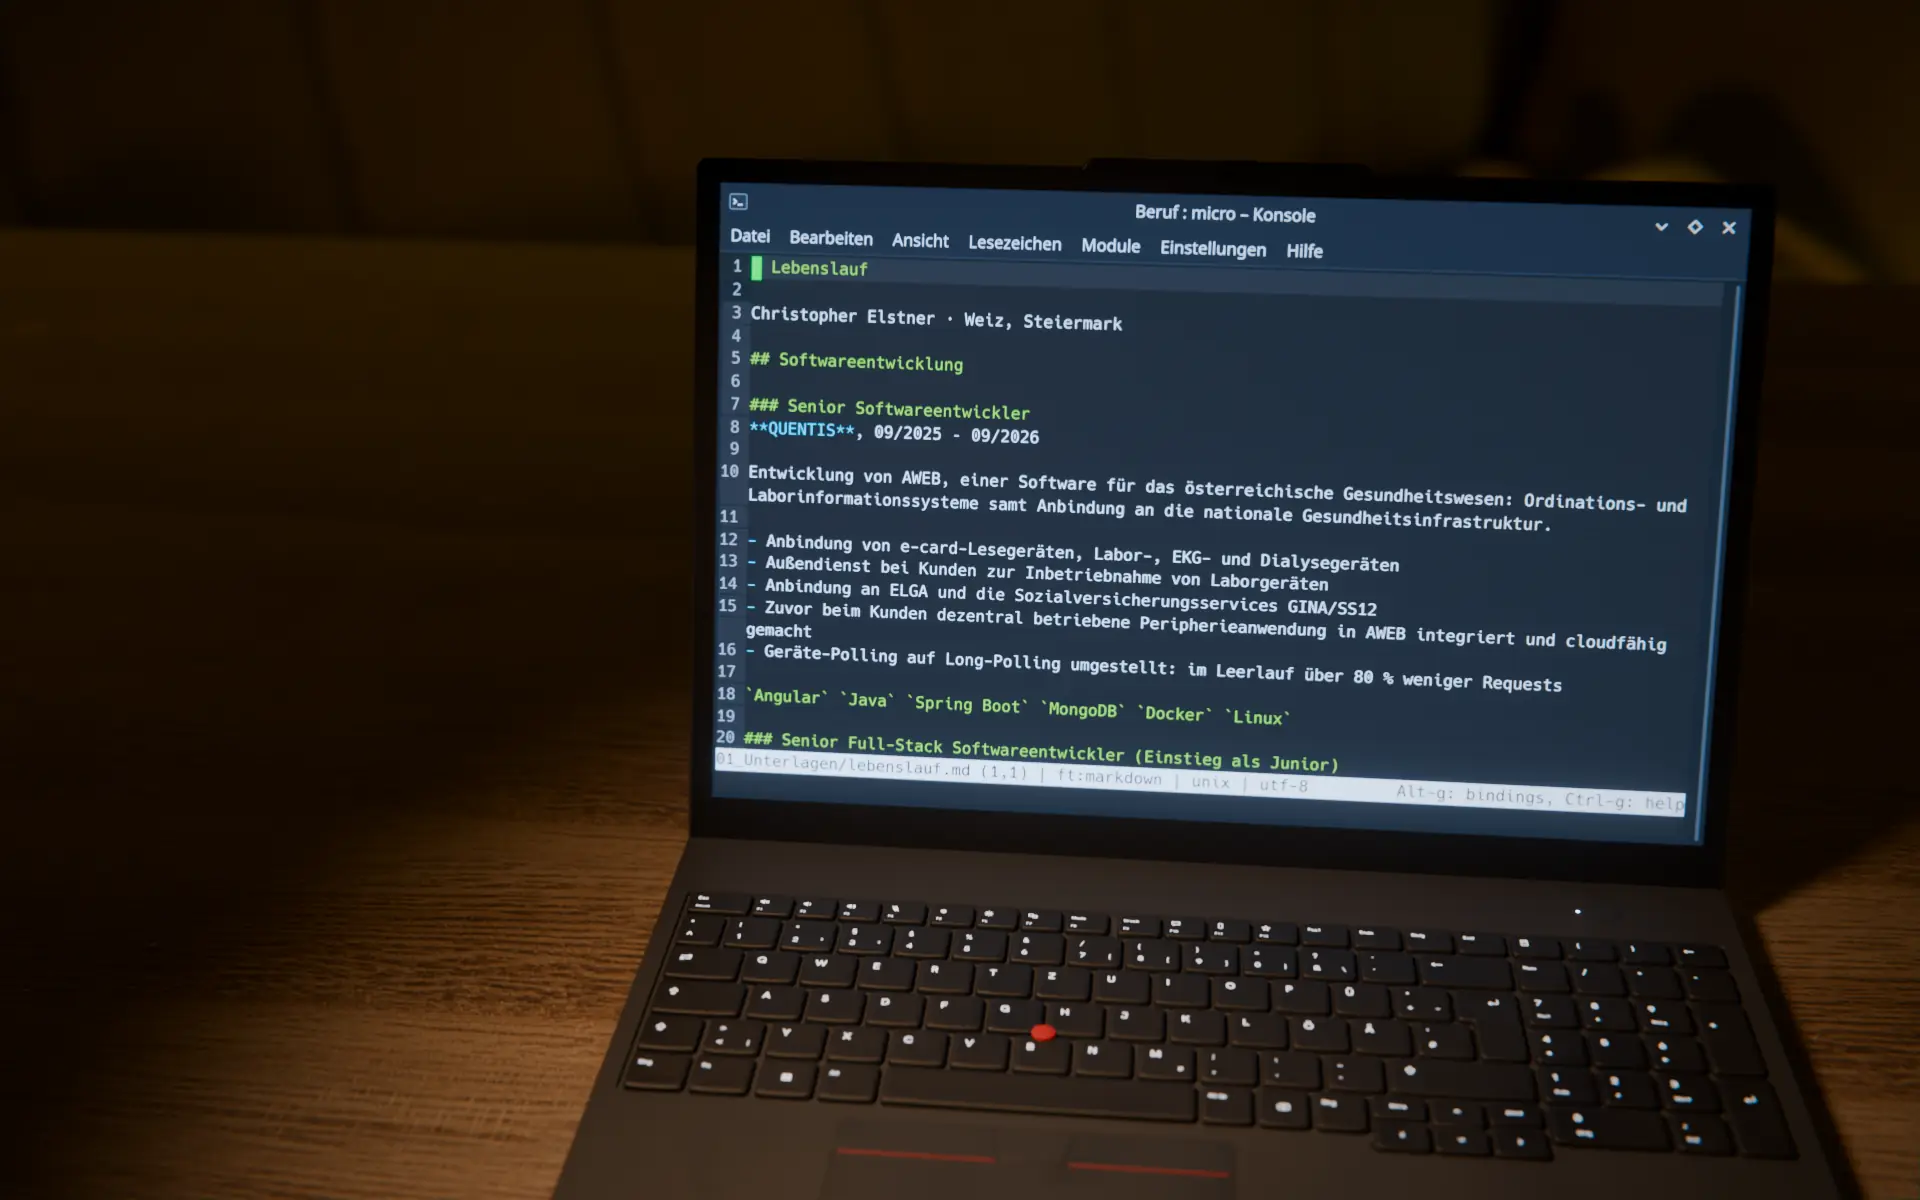 Beruf : micro – Konsole
Datei Bearbeiten Ansicht Lesezeichen Module Einstellungen Hilfe
1 Lebenslauf
2
3 Christopher Elstner · Weiz, Steiermark
4
5 ## Softwareentwicklung
6
7 ### Senior Softwareentwickler
8 **QUENTIS**, 09/2025 - 09/2026
9
10 Entwicklung von AWEB, einer Software für das österreichische Gesundheitswesen: Ordinations- und
Laborinformationssysteme samt Anbindung an die nationale Gesundheitsinfrastruktur.
11
12 - Anbindung von e-card-Lesegeräten, Labor-, EKG- und Dialysegeräten
13 - Außendienst bei Kunden zur Inbetriebnahme von Laborgeräten
14 - Anbindung an ELGA und die Sozialversicherungsservices GINA/SS12
15 - Zuvor beim Kunden dezentral betriebene Peripherieanwendung in AWEB integriert und cloudfähig
gemacht
16 - Geräte-Polling auf Long-Polling umgestellt: im Leerlauf über 80 % weniger Requests
17
18 `Angular` `Java` `Spring Boot` `MongoDB` `Docker` `Linux`
19
20 ### Senior Full-Stack Softwareentwickler (Einstieg als Junior)
01_Unterlagen/lebenslauf.md (1,1) | ft:markdown | unix | utf-8 Alt-g: bindings, Ctrl-g: help
Q W E R T Z U I O P Ü
A S D F G H J K L Ö Ä
Y X C V B N M